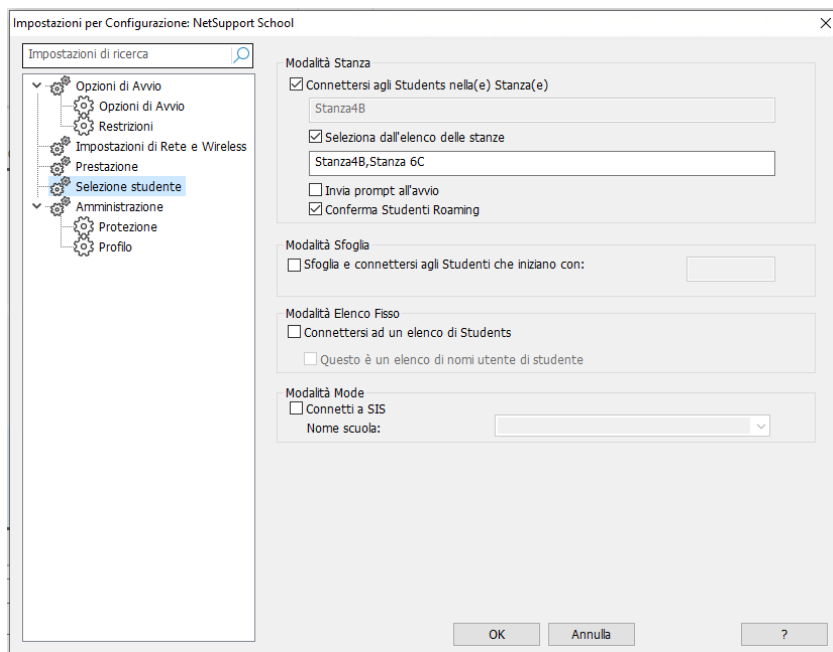 Impostazioni per Configurazione: NetSupport School
Impostazioni di ricerca
Opzioni di Avvio
Opzioni di Avvio
Restrizioni
Impostazioni di Rete e Wireless
Prestazione
Selezione studente
Amministrazione
Protezione
Profilo
Modalità Stanza
Connettersi agli Students nella(e) Stanza(e)
Stanza4B
Seleziona dall'elenco delle stanze
Stanza4B,Stanza 6C
Invia prompt all'avvio
Conferma Studenti Roaming
Modalità Sfoglia
Sfoglia e connettersi agli Studenti che iniziano con:
Modalità Elenco Fisso
Connettersi ad un elenco di Students
Questo è un elenco di nomi utente di studente
Modalità Mode
Connetti a SIS
Nome scuola:
OK
Annulla
?